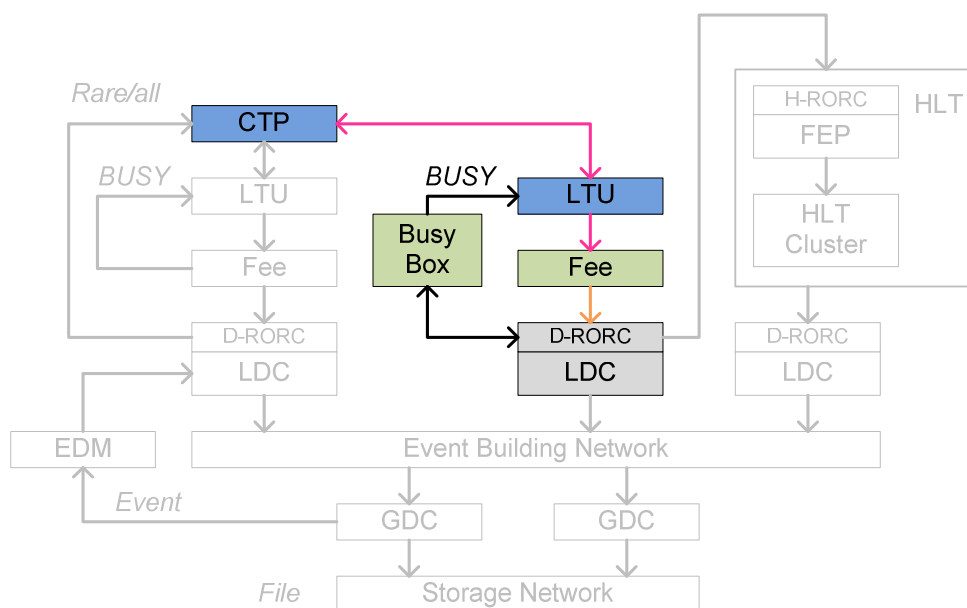 Rare/all
CTP
H-RORC
HLT
FEP
BUSY
BUSY
LTU
LTU
HLT
Cluster
Busy
Box
Fee
Fee
D-RORC
LDC
D-RORC
LDC
D-RORC
LDC
EDM
Event Building Network
Event
GDC
GDC
File
Storage Network